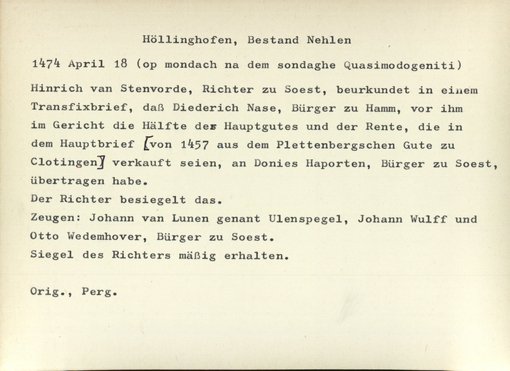 Höllinghofen, Bestand Nehlen
1474 April 18 (op mondach na dem sondaghe Quasimodogeniti)
Hinrich van Stenvorde, Richter zu Soest, beurkundet in einem
Transfixbrief, daß Diederich Nase, Bürger zu Hamm, vor ihm
im Gericht die Hälfte des Hauptgutes und der Rente, die in
dem Hauptbrief [von 1457 aus dem Plettenbergschen Gute zu
Clotingen] verkauft seien, an Donies Haporten, Bürger zu Soest,
übertragen habe.
Der Richter besiegelt das.
Zeugen: Johann van Lunen genant Ulenspegel, Johann Wulff und
Otto Wedemhover, Bürger zu Soest.
Siegel des Richters mäßig erhalten.
Orig., Perg.